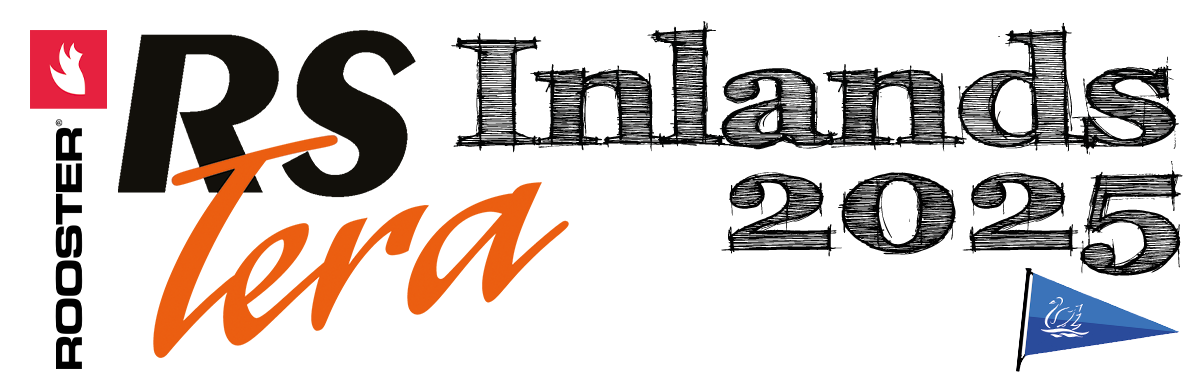 ROOSTER®
RS
Tera
Inlands
2025